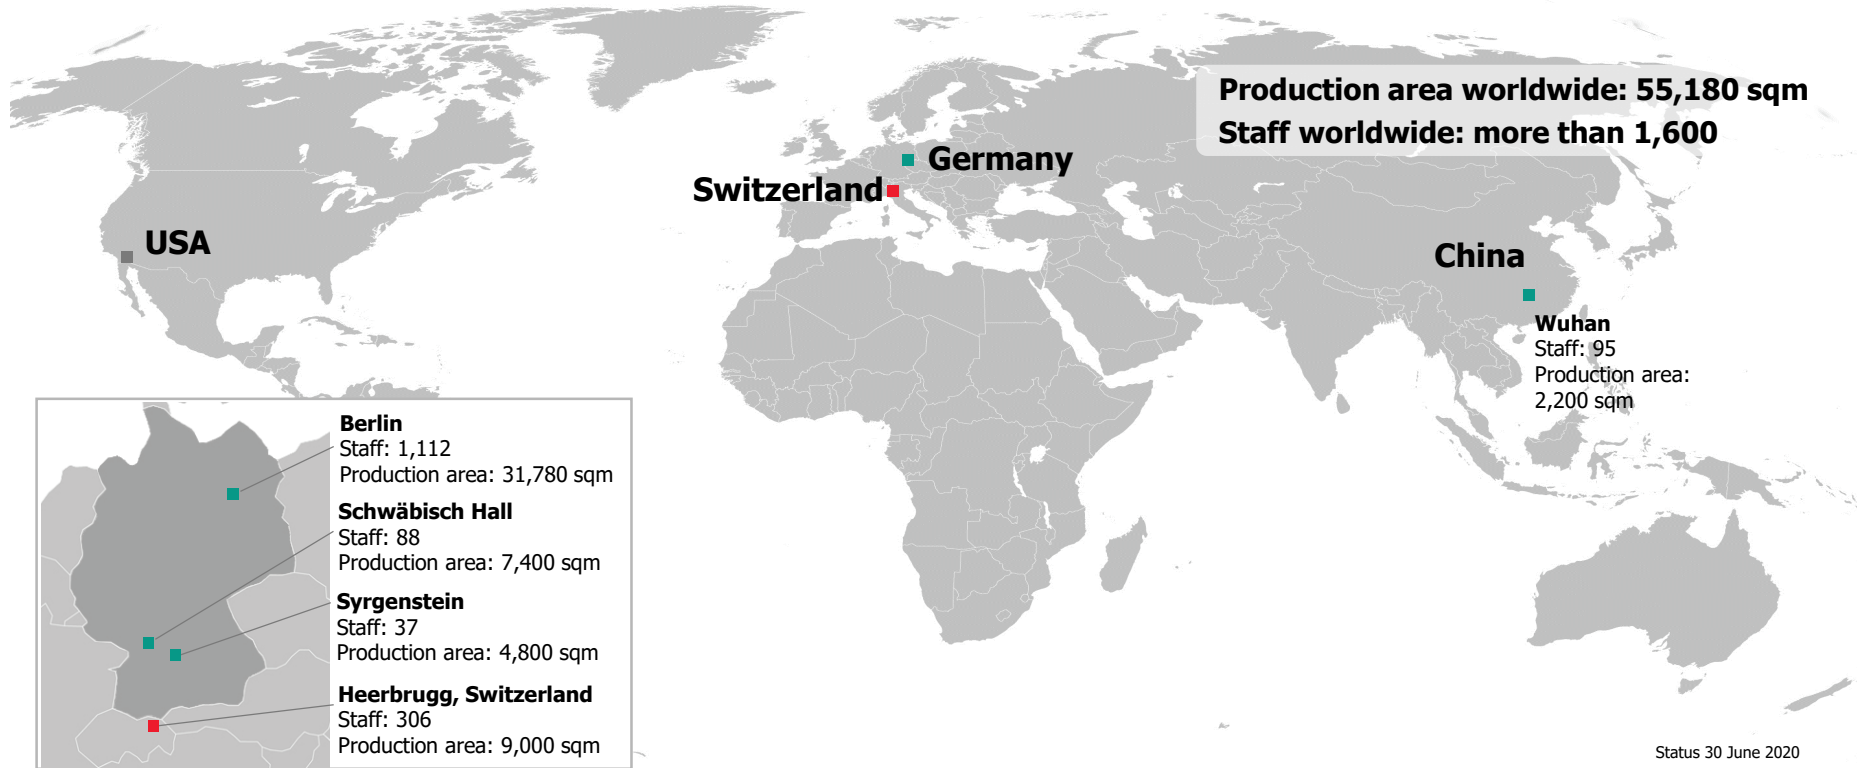 Production area worldwide: 55,180 sqm
Staff worldwide: more than 1,600
Germany
Switzerland
USA
China
Wuhan
Staff: 95
Production area:
2,200 sqm
Berlin
Staff: 1,112
Production area: 31,780 sqm
Schwäbisch Hall
Staff: 88
Production area: 7,400 sqm
Syrgenstein
Staff: 37
Production area: 4,800 sqm
Heerbrugg, Switzerland
Staff: 306
Production area: 9,000 sqm
Status 30 June 2020